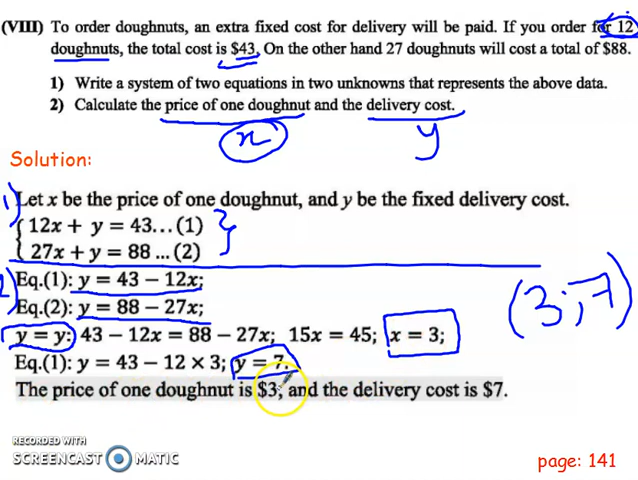 (VIII) To order doughnuts, an extra fixed cost for delivery will be paid. If you order for 12
doughnuts, the total cost is $43. On the other hand 27 doughnuts will cost a total of $88.
1) Write a system of two equations in two unknowns that represents the above data.
2) Calculate the price of one doughnut and the delivery cost.
x y
Solution:
1) Let x be the price of one doughnut, and y be the fixed delivery cost.
{ 12x + y = 43...(1) }
27x + y = 88 ... (2)
2) Eq.(1): y = 43 − 12x;
Eq.(2): y = 88 − 27x;
(3;7)
y = y: 43 − 12x = 88 − 27x; 15x = 45; x = 3;
Eq.(1): y = 43 − 12 × 3; y = 7.
The price of one doughnut is $3, and the delivery cost is $7.
RECORDED WITH
SCREENCAST MATIC
page: 141